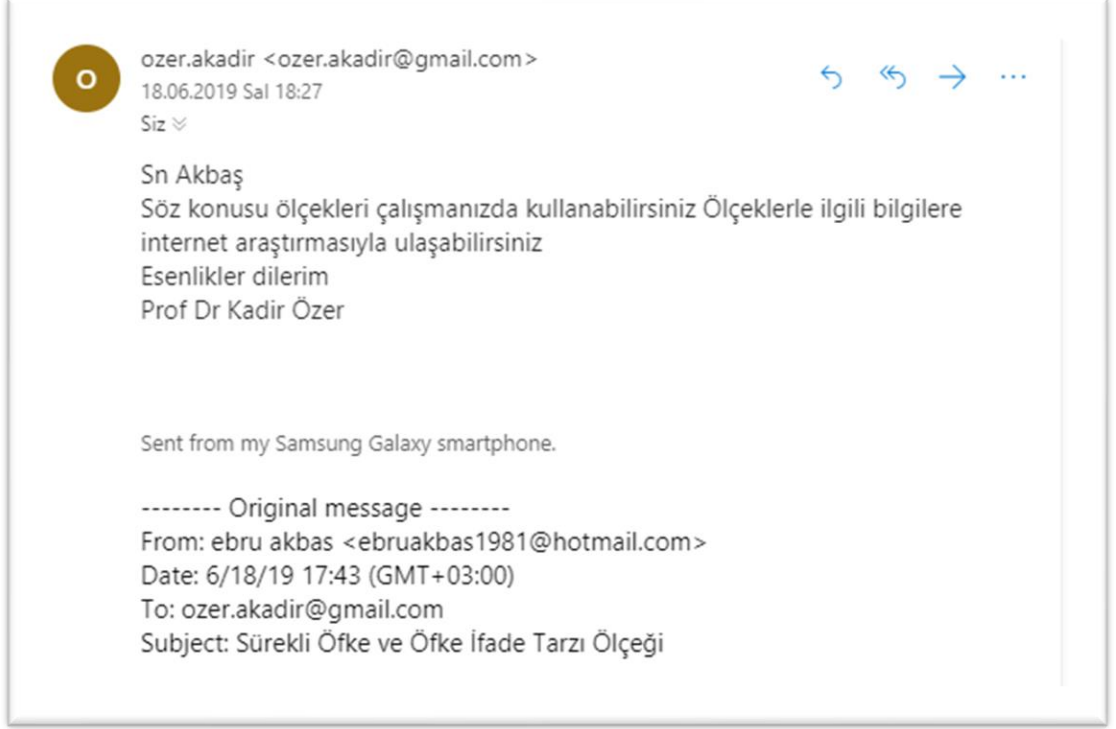 O
ozer.akadir <ozer.akadir@gmail.com>
18.06.2019 Sal 18:27
Siz
Sn Akbaş
Söz konusu ölçekleri çalışmanızda kullanabilirsiniz Ölçeklerle ilgili bilgilere
internet araştırmasıyla ulaşabilirsiniz
Esenlikler dilerim
Prof Dr Kadir Özer
Sent from my Samsung Galaxy smartphone.
-------- Original message --------
From: ebru akbas <ebruakbas1981@hotmail.com>
Date: 6/18/19 17:43 (GMT+03:00)
To: ozer.akadir@gmail.com
Subject: Sürekli Öfke ve Öfke İfade Tarzı Ölçeği